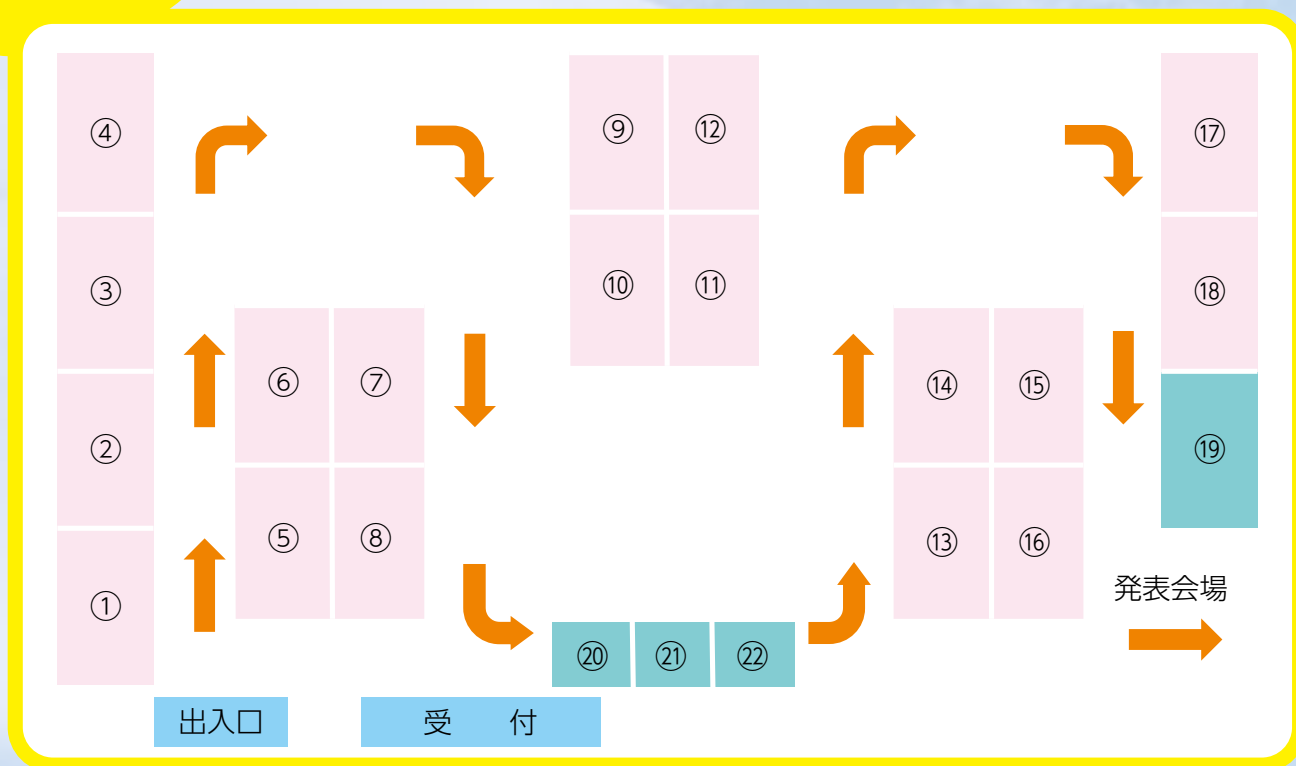 ④ ⑨ ⑫ ⑰
③ ⑩ ⑪ ⑱
⑥ ⑦ ⑭ ⑮
② ⑲
⑤ ⑧ ⑬ ⑯
① 発表会場
⑳ ㉑ ㉒
出入口 受 付